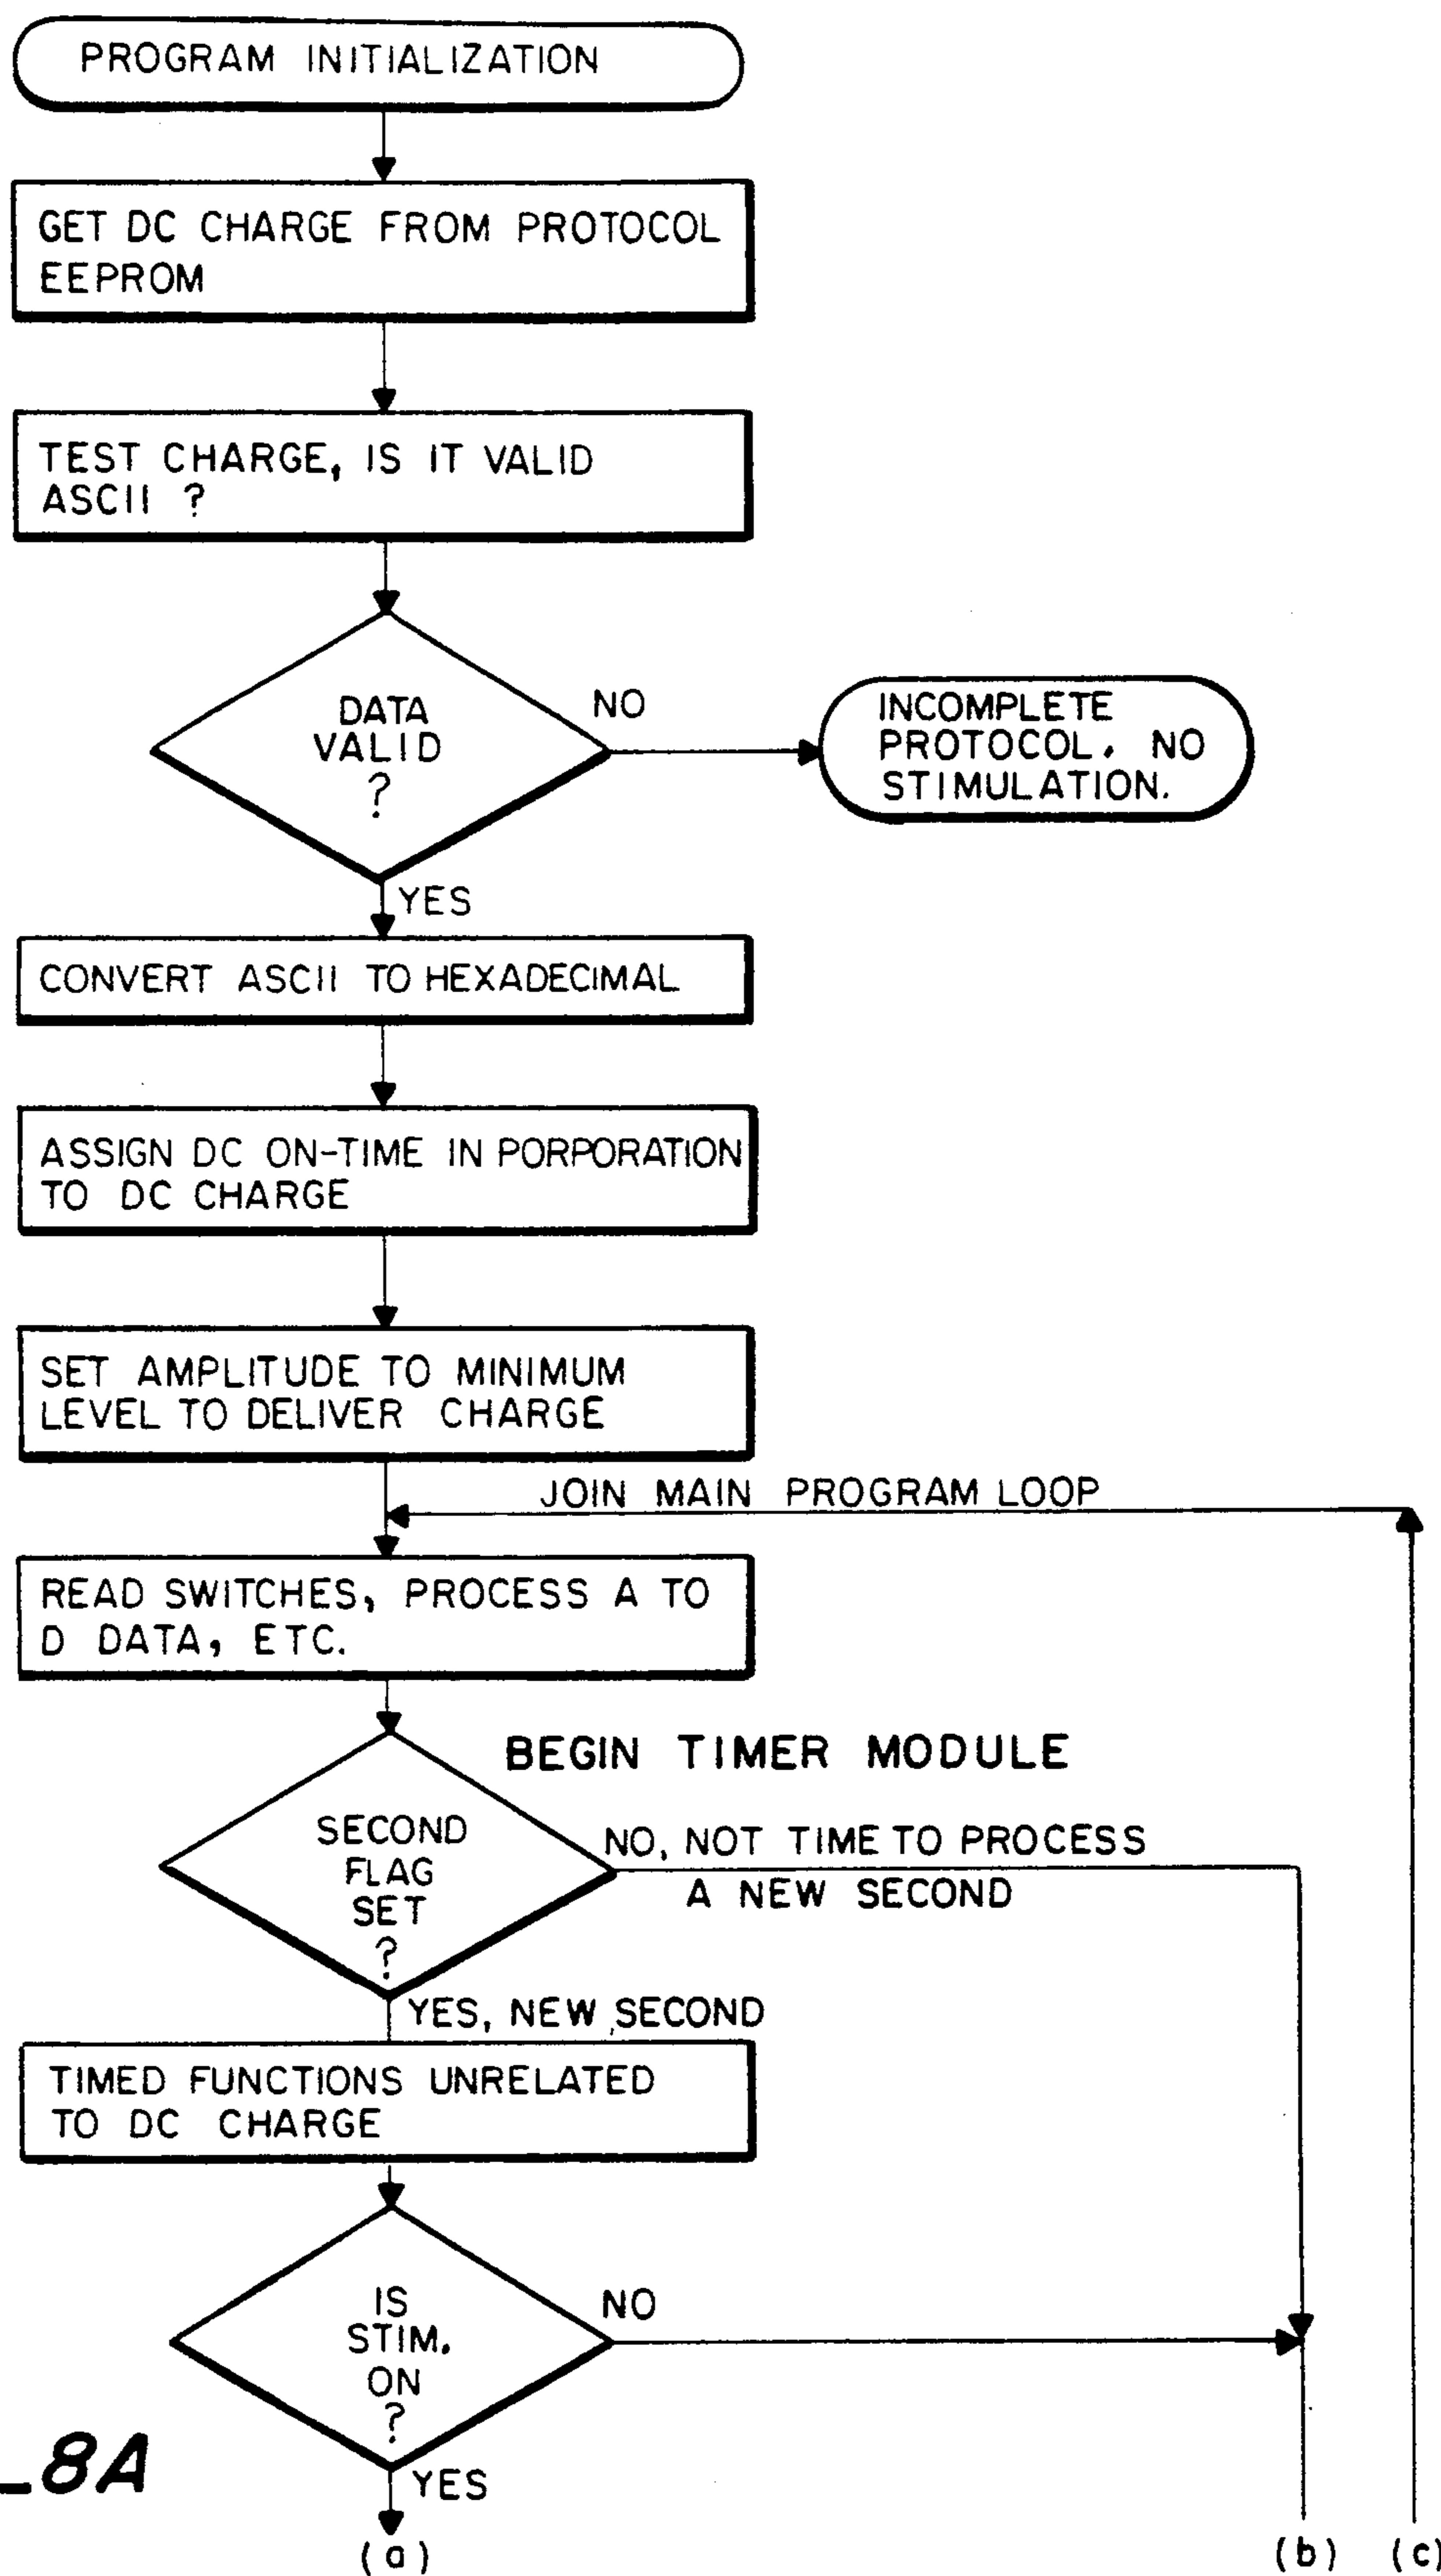 PROGRAM INITIALIZATION
GET DC CHARGE FROM PROTOCOL
EEPROM
TEST CHARGE, IS IT VALID
ASCII ?
DATA
VALID
?
NO
INCOMPLETE
PROTOCOL. NO
STIMULATION.
YES
CONVERT ASCII TO HEXADECIMAL
ASSIGN DC ON-TIME IN PORPORATION
TO DC CHARGE
SET AMPLITUDE TO MINIMUM
LEVEL TO DELIVER CHARGE
JOIN MAIN PROGRAM LOOP
READ SWITCHES, PROCESS A TO
D DATA, ETC.
BEGIN TIMER MODULE
SECOND
FLAG
SET
?
NO, NOT TIME TO PROCESS
A NEW SECOND
YES, NEW SECOND
TIMED FUNCTIONS UNRELATED
TO DC CHARGE
IS
STIM.
ON
?
NO
YES
_8A
(a)
(b)
(c)